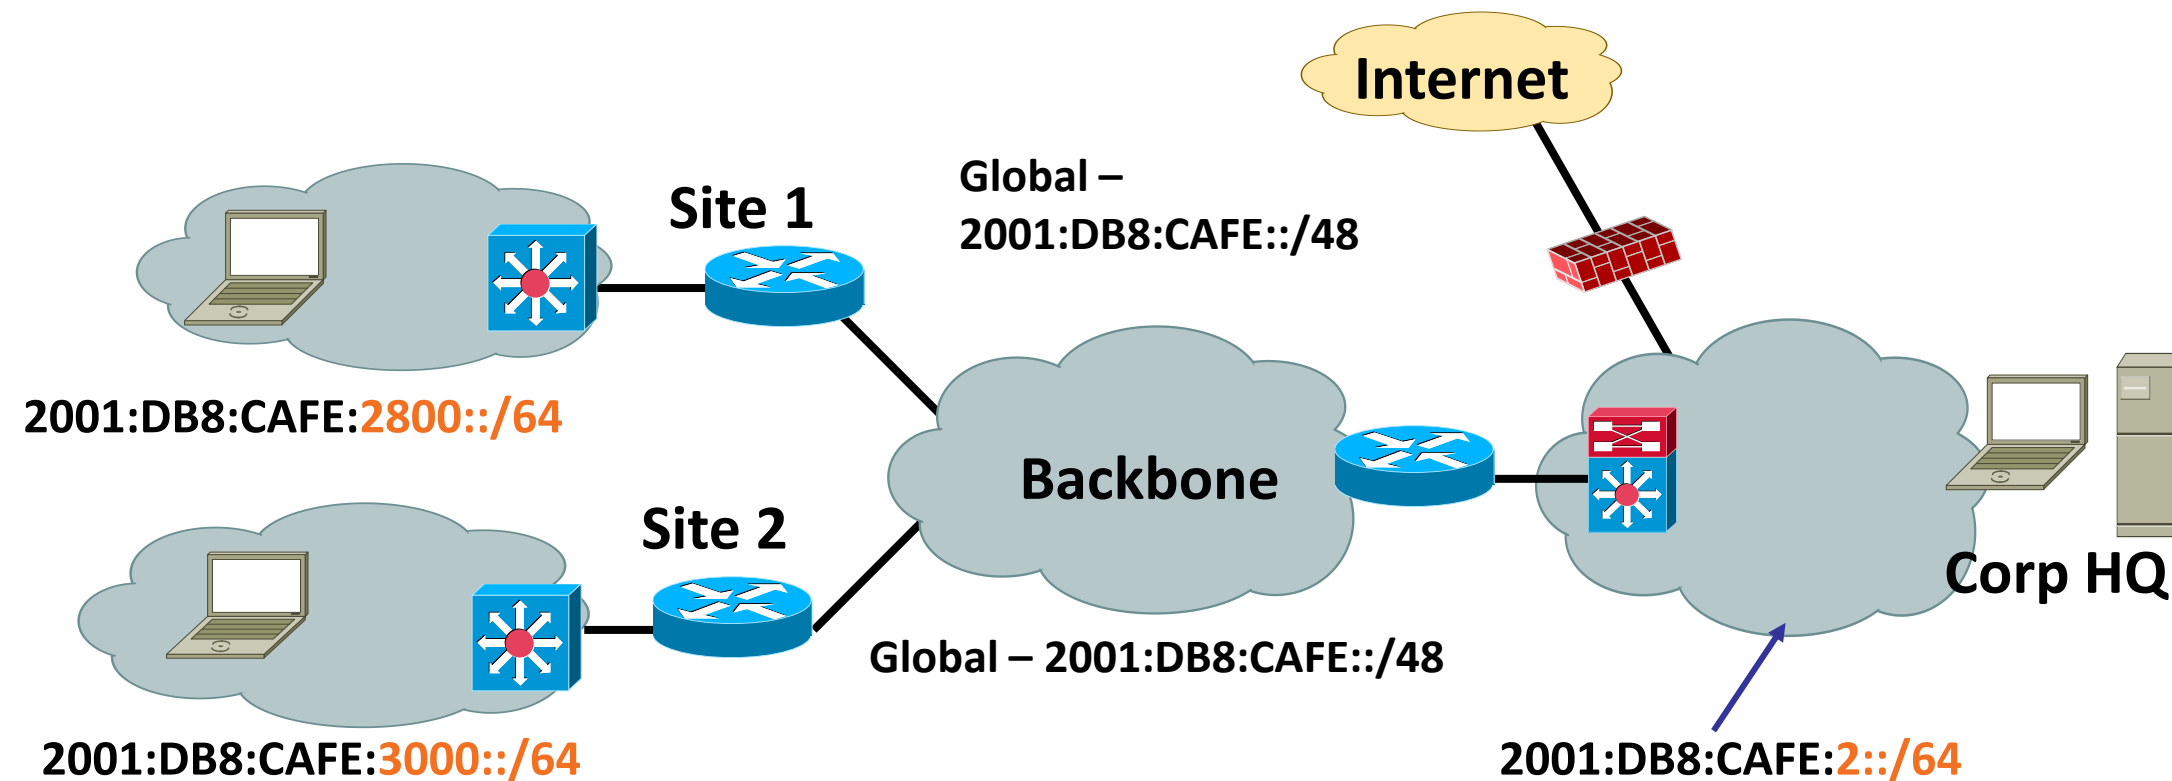 Internet
Global –
2001:DB8:CAFE::/48
Site 1
2001:DB8:CAFE:2800::/64
Backbone
Site 2
Corp HQ
Global – 2001:DB8:CAFE::/48
2001:DB8:CAFE:3000::/64
2001:DB8:CAFE:2::/64